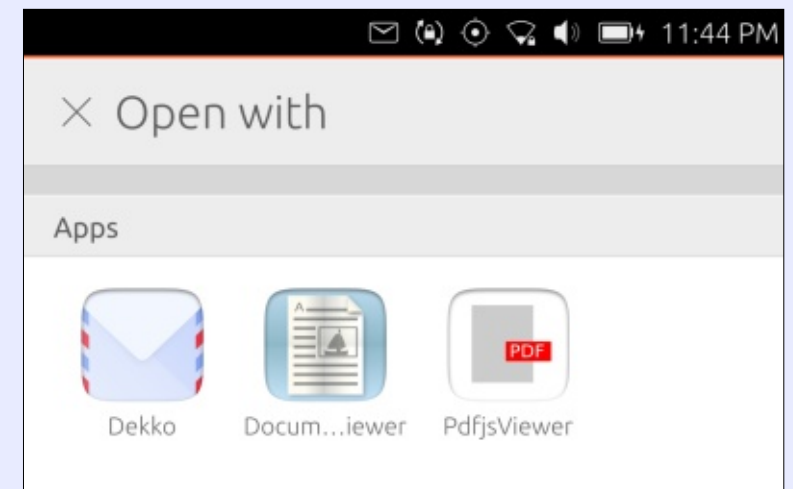 11:44 PM
× Open with
Apps
A
PDF
Dekko Docum...iewer PdfjsViewer